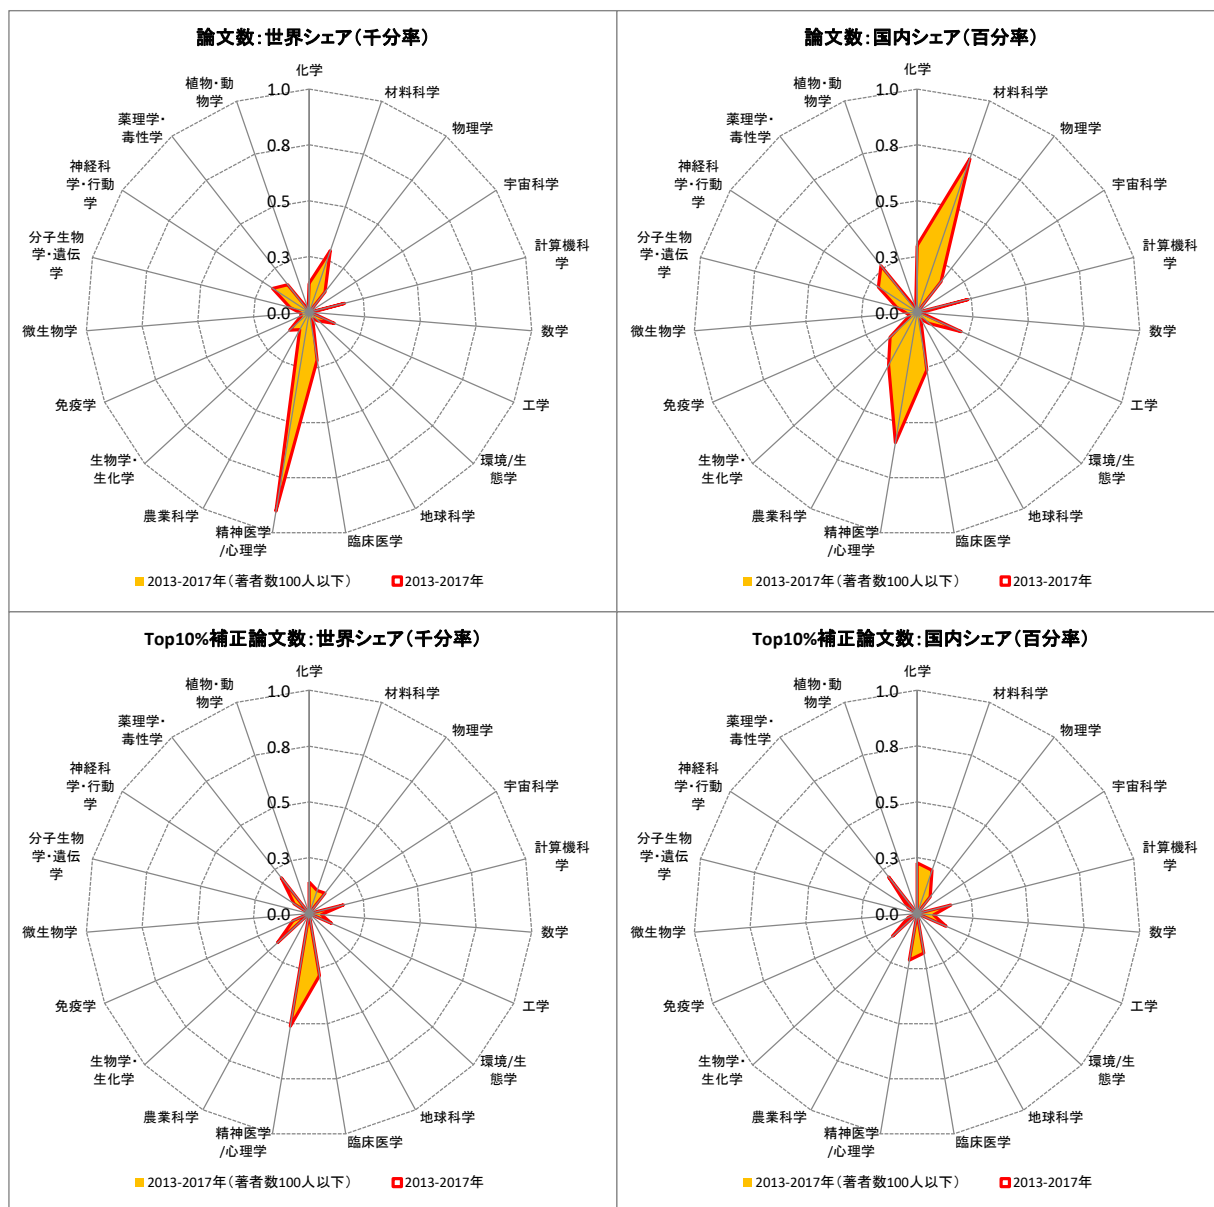 論文数：世界シェア（千分率）
化学
材料科学
物理学
宇宙科学
計算機科
学
数学
工学
環境/生
態学
地球科学
臨床医学
精神医学
/心理学
農業科学
生物学・
生化学
免疫学
微生物学
分子生物
学・遺伝
学
神経科
学・行動
学
薬理学・
毒性学
植物・動
物学
1.0
0.8
0.5
0.3
0.0
2013-2017年（著者数100人以下）
2013-2017年
論文数：国内シェア（百分率）
化学
材料科学
物理学
宇宙科学
計算機科
学
数学
工学
環境/生
態学
地球科学
臨床医学
精神医学
/心理学
農業科学
生物学・
生化学
免疫学
微生物学
分子生物
学・遺伝
学
神経科
学・行動
学
薬理学・
毒性学
植物・動
物学
1.0
0.8
0.5
0.3
0.0
2013-2017年（著者数100人以下）
2013-2017年
Top10%補正論文数：世界シェア（千分率）
化学
材料科学
物理学
宇宙科学
計算機科
学
数学
工学
環境/生
態学
地球科学
臨床医学
精神医学
/心理学
農業科学
生物学・
生化学
免疫学
微生物学
分子生物
学・遺伝
学
神経科
学・行動
学
薬理学・
毒性学
植物・動
物学
1.0
0.8
0.5
0.3
0.0
2013-2017年（著者数100人以下）
2013-2017年
Top10%補正論文数：国内シェア（百分率）
化学
材料科学
物理学
宇宙科学
計算機科
学
数学
工学
環境/生
態学
地球科学
臨床医学
精神医学
/心理学
農業科学
生物学・
生化学
免疫学
微生物学
分子生物
学・遺伝
学
神経科
学・行動
学
薬理学・
毒性学
植物・動
物学
1.0
0.8
0.5
0.3
0.0
2013-2017年（著者数100人以下）
2013-2017年